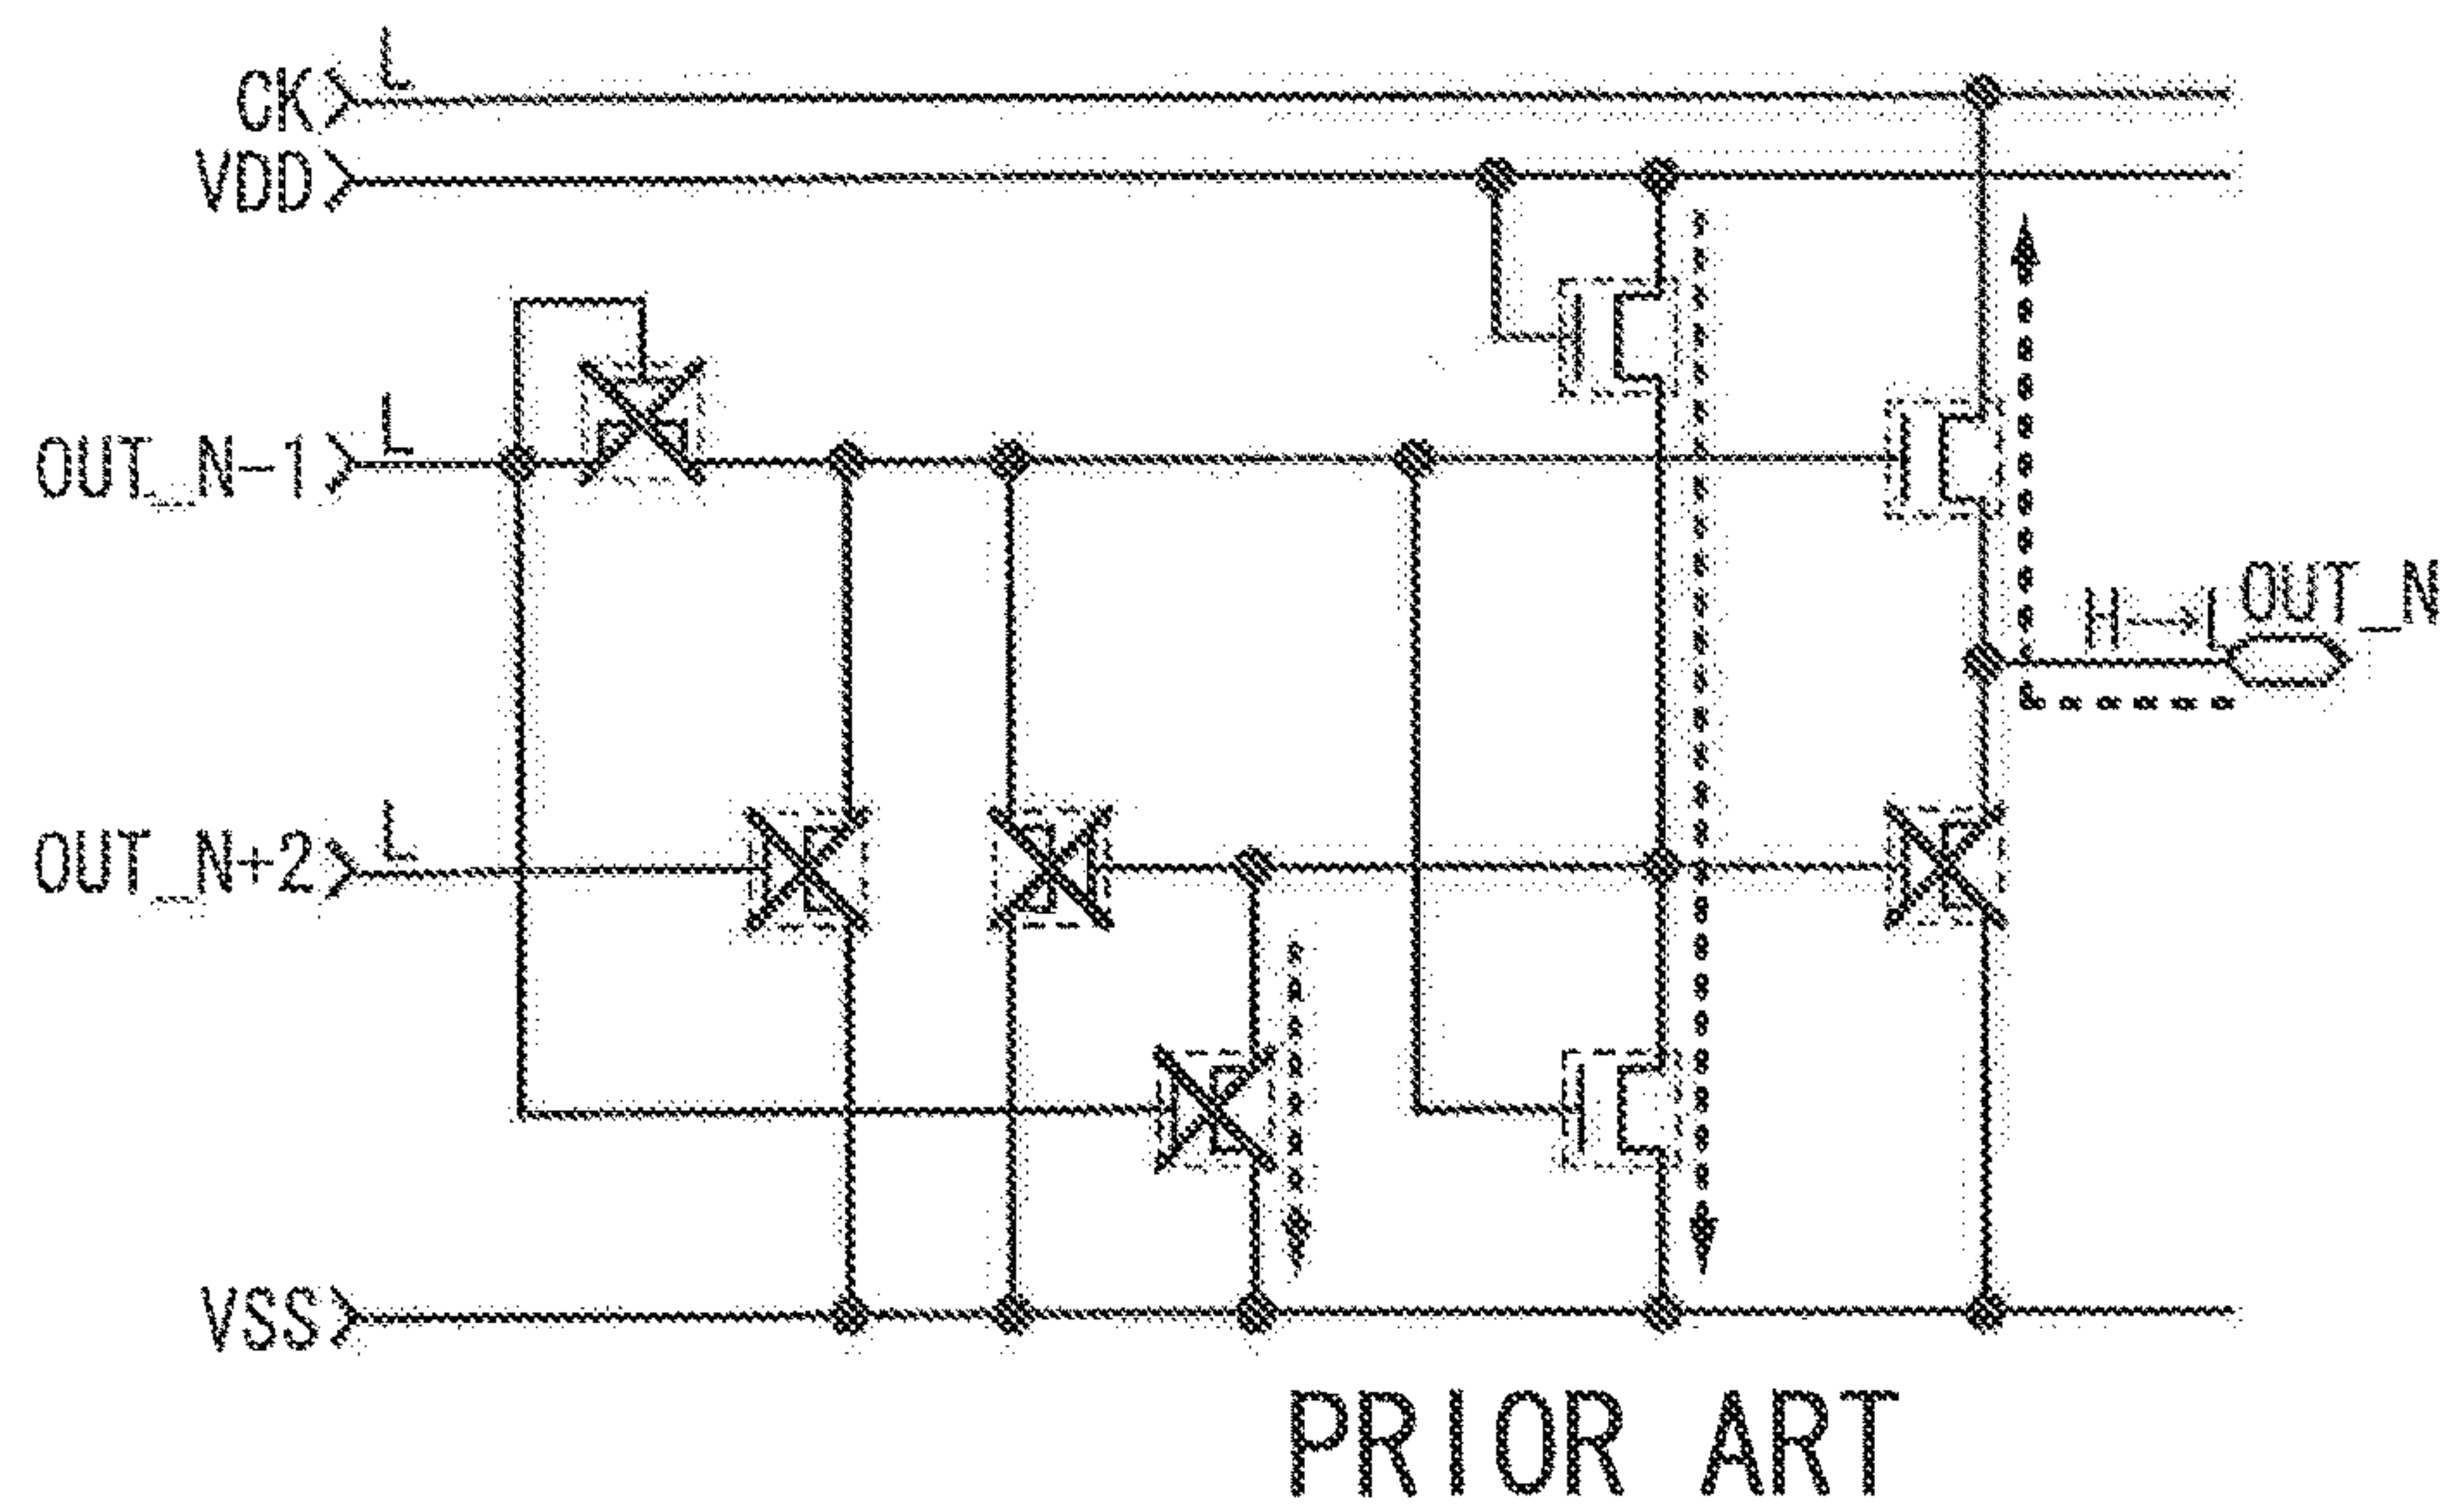 CK L
VDD
OUT_N-1 L
H→L OUT_N
OUT_N+2 L
VSS
PRIOR ART